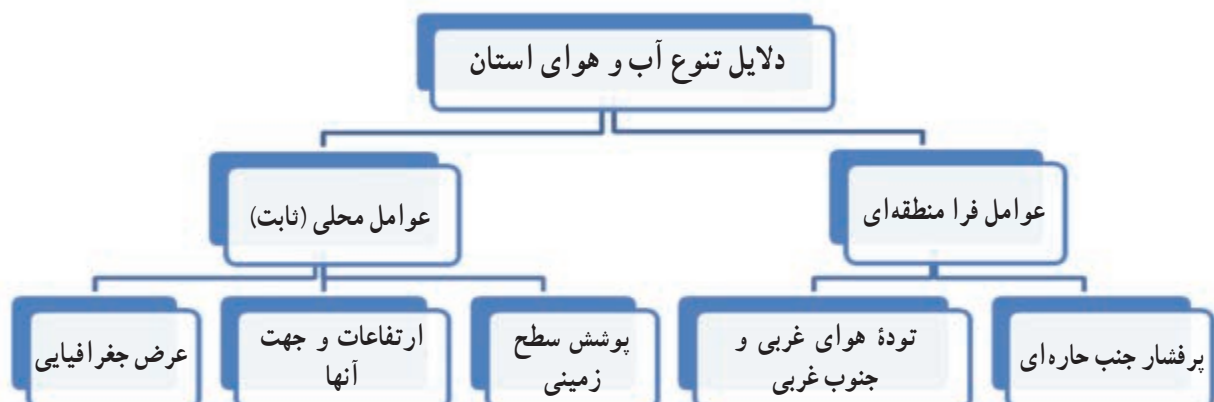 دلایل تنوع آب و هوای استان
عوامل فرا منطقه‌ای
عوامل محلی (ثابت)
پرفشار جنب حاره‌ای
تودهٔ هوای غربی و
جنوب غربی
پوشش سطح
زمینی
ارتفاعات و جهت
آنها
عرض جغرافیایی